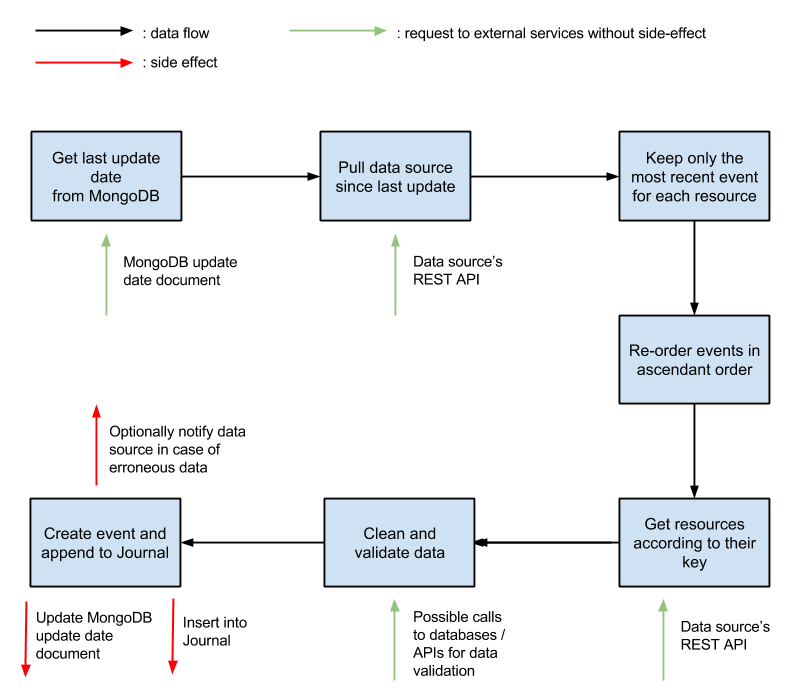 : data flow
: request to external services without side-effect
: side effect
Get last update
date
from MongoDB
Pull data source
since last update
Keep only the
most recent event
for each resource
MongoDB update
date document
Data source's
REST API
Re-order events in
ascendant order
Optionally notify data
source in case of
erroneous data
Create event and
append to Journal
Clean and
validate data
Get resources
according to their
key
Update MongoDB
update date
document
Insert into
Journal
Possible calls
to databases /
APIs for data
validation
Data source's
REST API